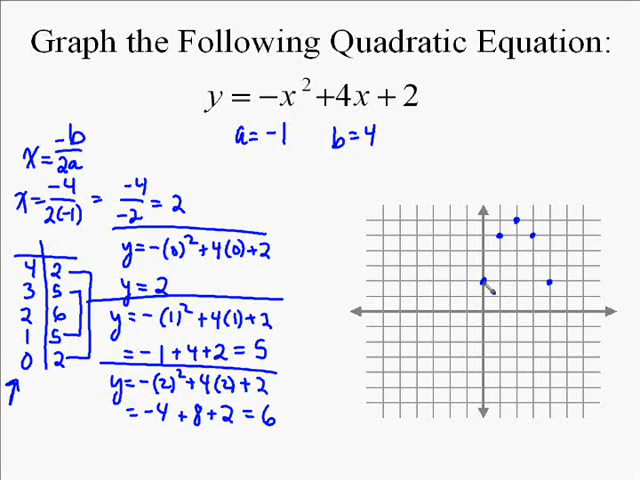 Graph the Following Quadratic Equation:
y = −x² +4x + 2
a = -1 b = 4
x = -b/2a
x = -4/2(-1) = -4/-2 = 2
y = -(0)² + 4(0) + 2
y = 2
4 2
3 5
2 6
1 5
0 2
y = -(1)² + 4(1) + 2
= -1 + 4 + 2 = 5
y = -(2)² + 4(2) + 2
= -4 + 8 + 2 = 6